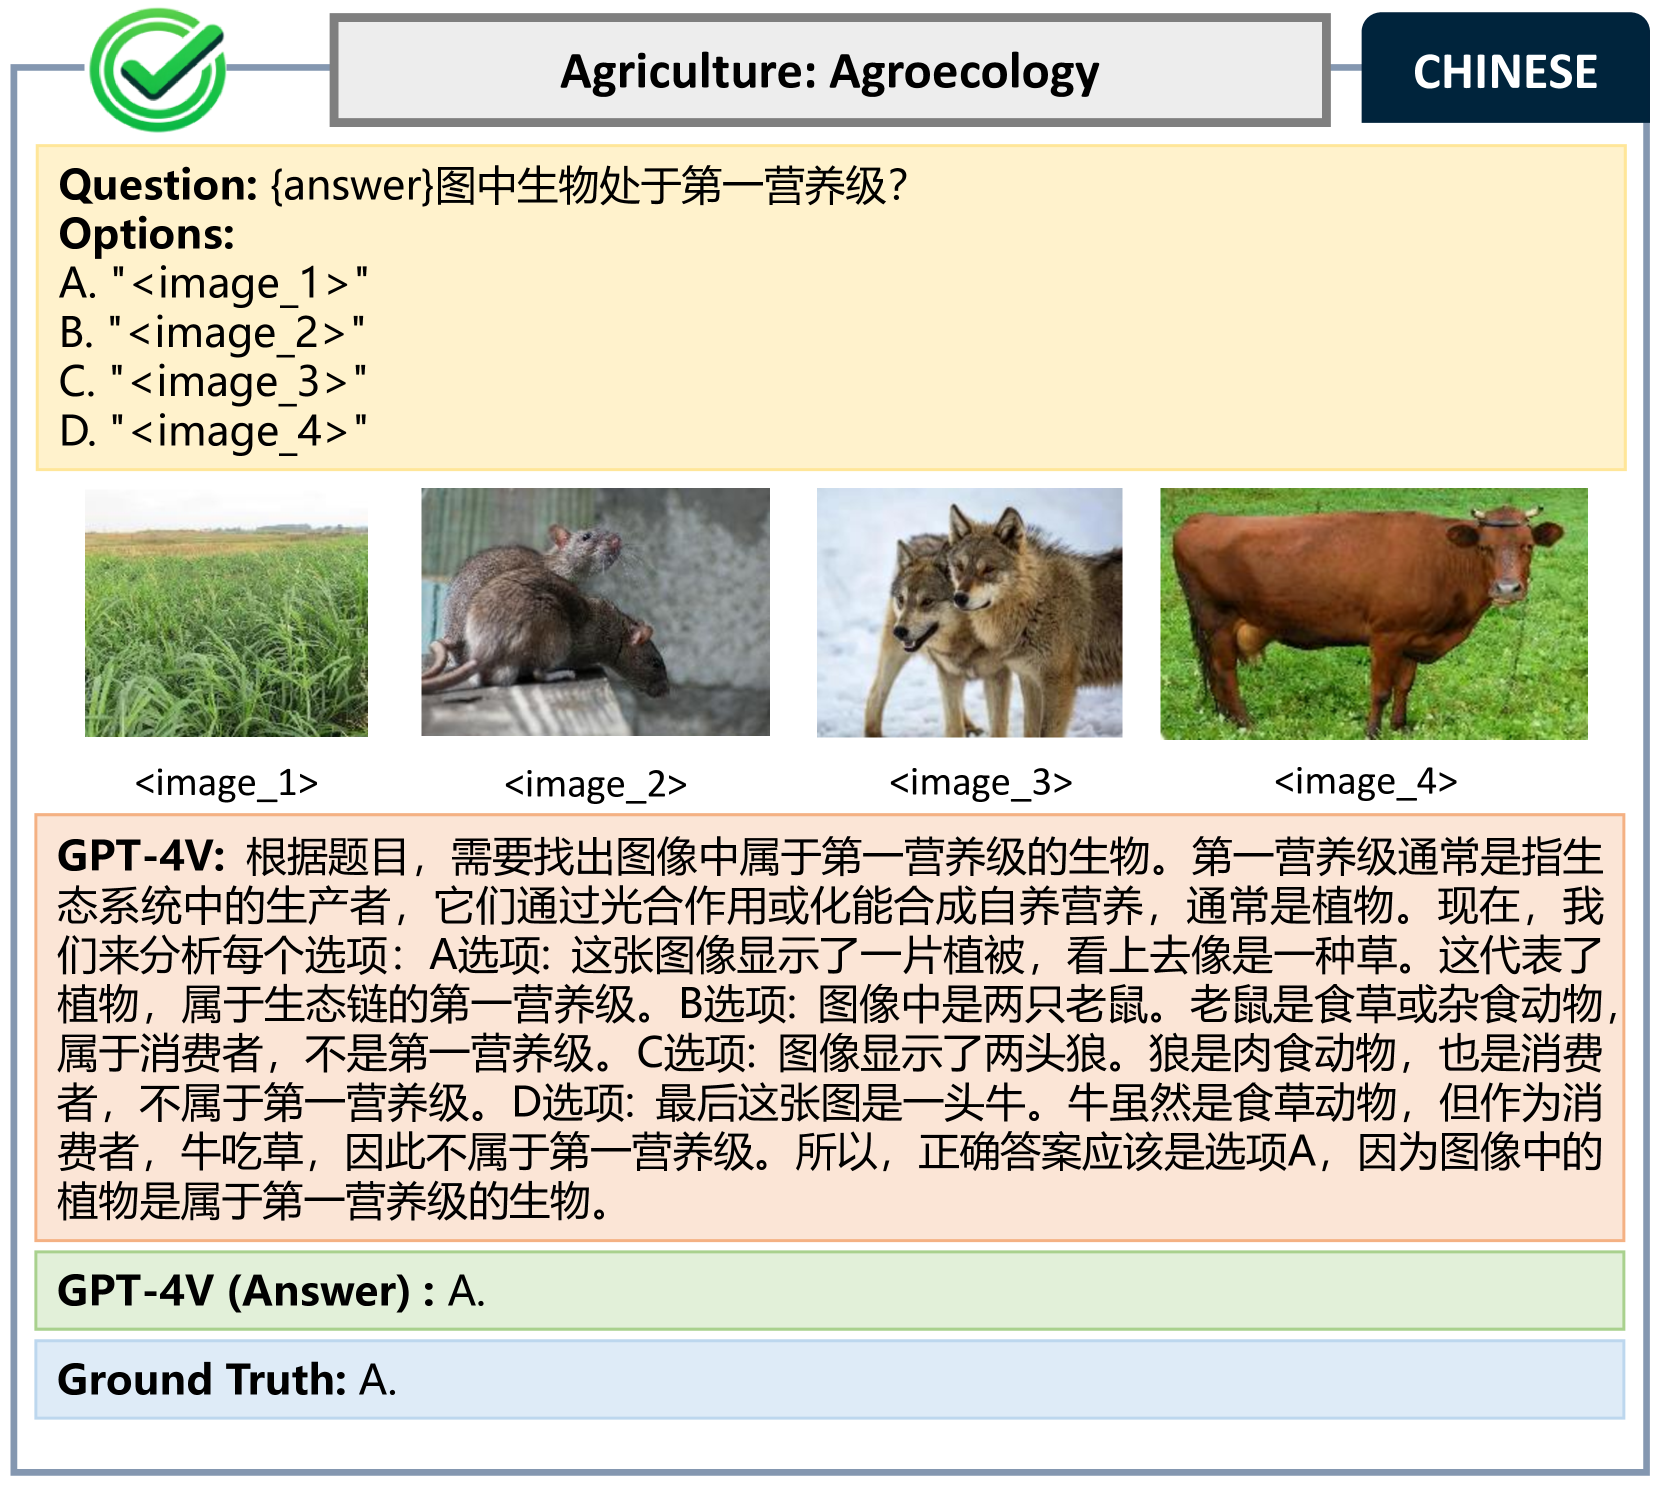 Agriculture: Agroecology
CHINESE
Question: {answer}图中生物处于第一营养级？
Options:
A. "<image_1>"
B. "<image_2>"
C. "<image_3>"
D. "<image_4>"
<image_1>
<image_2>
<image_3>
<image_4>
GPT-4V: 根据题目，需要找出图像中属于第一营养级的生物。第一营养级通常是指生
态系统中的生产者，它们通过光合作用或化能合成自养营养，通常是植物。现在，我
们来分析每个选项：A选项: 这张图像显示了一片植被，看上去像是一种草。这代表了
植物，属于生态链的第一营养级。B选项: 图像中是两只老鼠。老鼠是食草或杂食动物，
属于消费者，不是第一营养级。C选项: 图像显示了两头狼。狼是肉食动物，也是消费
者，不属于第一营养级。D选项: 最后这张图是一头牛。牛虽然是食草动物，但作为消
费者，牛吃草，因此不属于第一营养级。所以，正确答案应该是选项A，因为图像中的
植物是属于第一营养级的生物。
GPT-4V (Answer) : A.
Ground Truth: A.